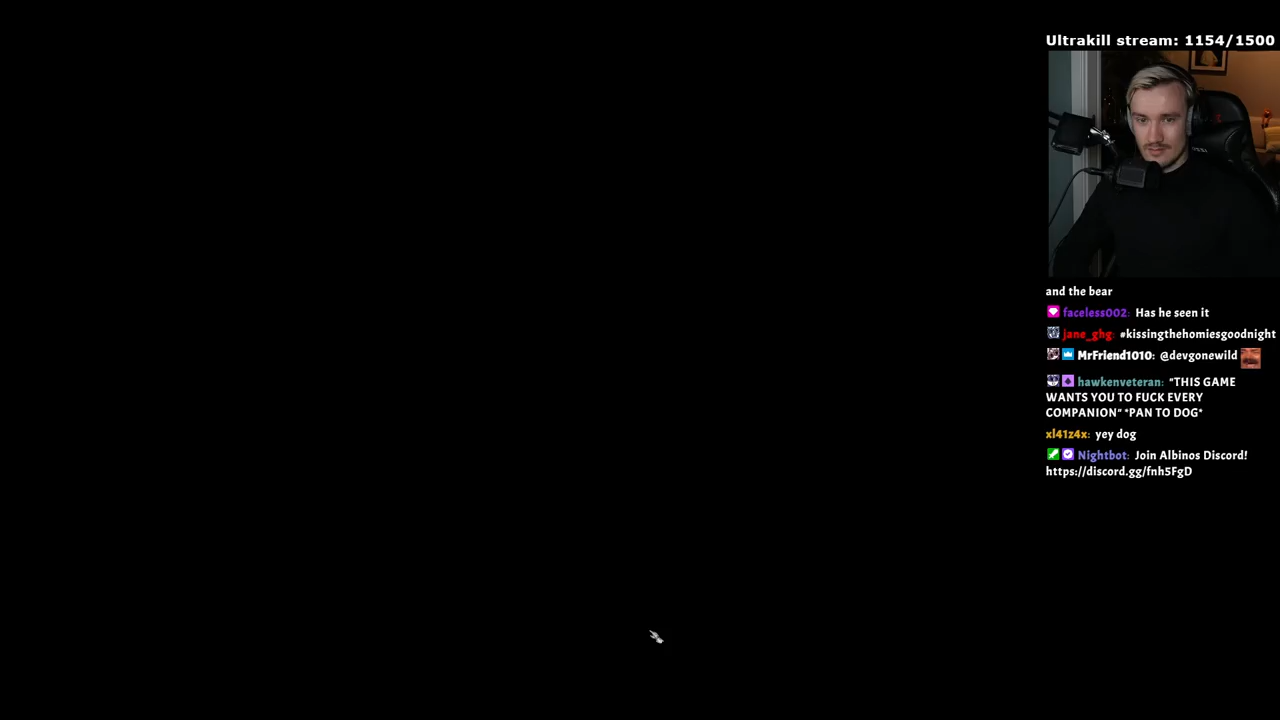 Ultrakill stream: 1154/1500
and the bear
faceless002: Has he seen it
jane_ghg: #kissingthehomiesgoodnight
MrFriend1010: @devgonewild
hawkenveteran: "THIS GAME
WANTS YOU TO FUCK EVERY
COMPANION" *PAN TO DOG*
xl41z4x: yey dog
Nightbot: Join Albinos Discord!
https://discord.gg/fnh5FgD